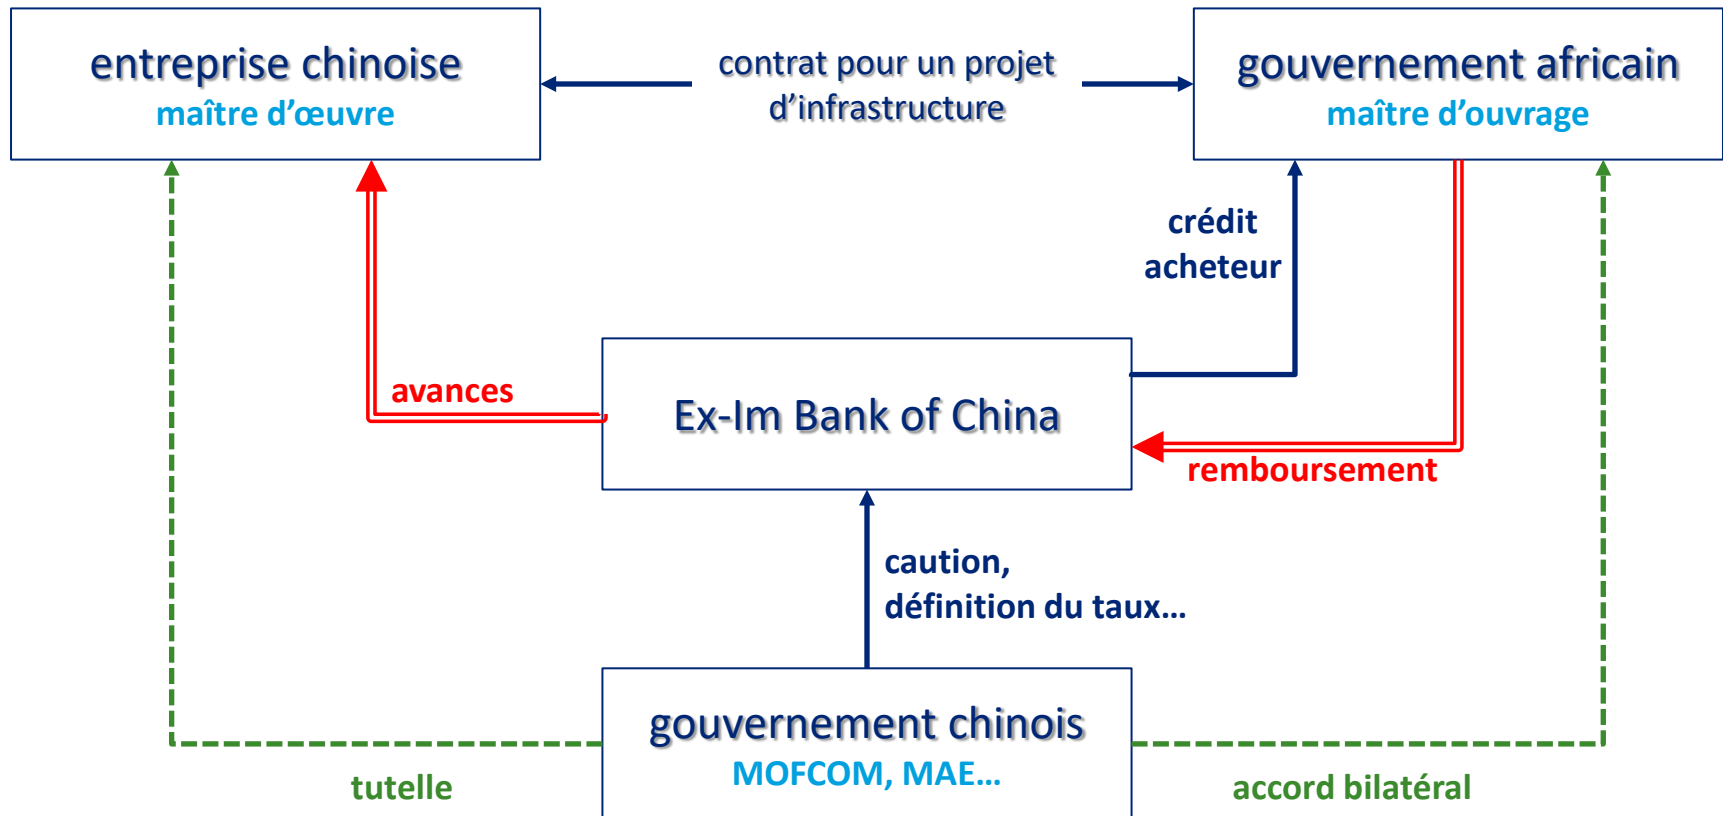 entreprise chinoise
maître d’œuvre
contrat pour un projet
d’infrastructure
gouvernement africain
maître d’ouvrage
crédit
acheteur
avances
Ex-Im Bank of China
remboursement
caution,
définition du taux…
gouvernement chinois
MOFCOM, MAE…
tutelle
accord bilatéral